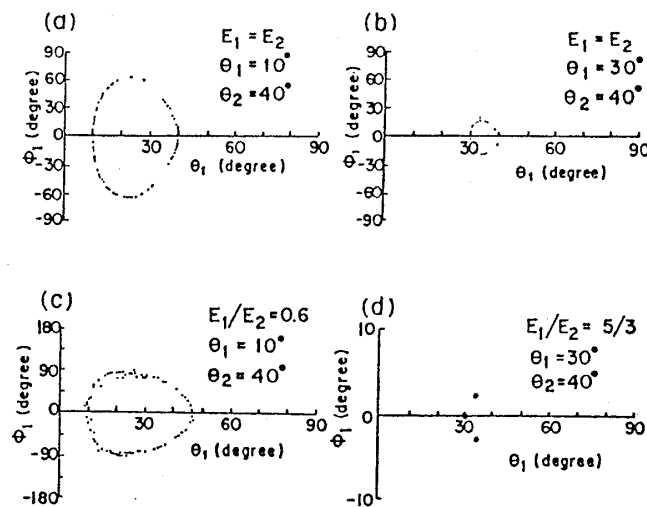 (a)
E₁ = E₂
θ₁ = 10°
θ₂ = 40°
90
60
30
0
-30
-60
-90
30
60
90
Φ₁ (degree)
θ₁ (degree)
(b)
E₁ = E₂
θ₁ = 30°
θ₂ = 40°
90
60
30
0
-30
-60
-90
30
60
90
Φ₁ (degree)
θ₁ (degree)
(c)
E₁/E₂ = 0.6
θ₁ = 10°
θ₂ = 40°
180
90
0
-90
-180
30
60
90
Φ₁ (degree)
θ₁ (degree)
(d)
E₁/E₂ = 5/3
θ₁ = 30°
θ₂ = 40°
10
0
-10
30
60
90
Φ₁ (degree)
θ₁ (degree)